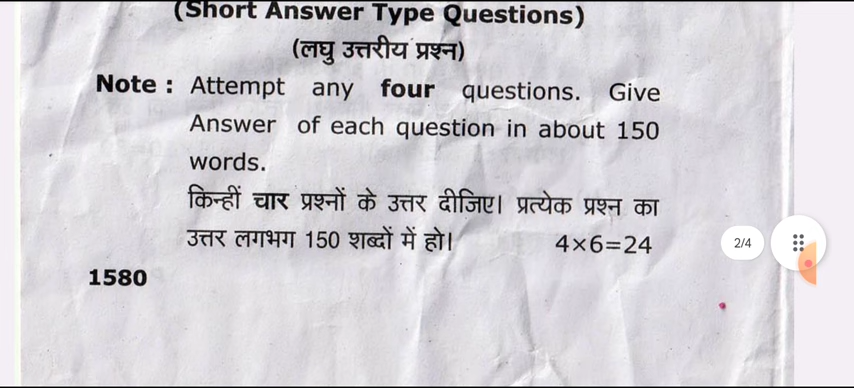 (Short Answer Type Questions)
(लघु उत्तरीय प्रश्न)
Note : Attempt any four questions. Give
Answer of each question in about 150
words.
किन्हीं चार प्रश्नों के उत्तर दीजिए। प्रत्येक प्रश्न का
उत्तर लगभग 150 शब्दों में हो। 4×6=24
2/4
1580